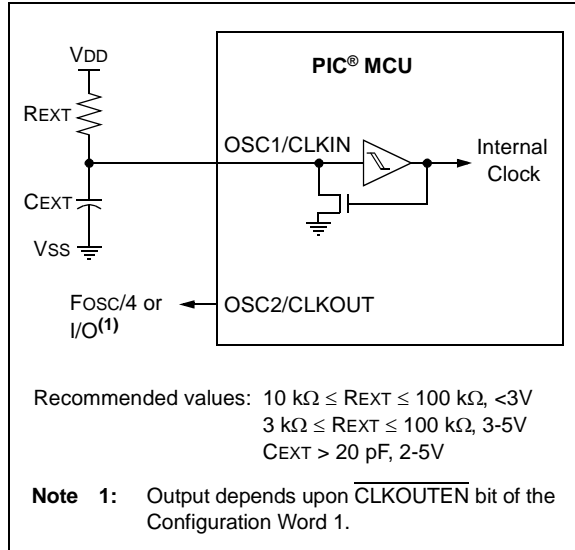 VDD
PIC® MCU
REXT
OSC1/CLKIN
Internal
Clock
CEXT
VSS
FOSC/4 or
I/O(1)
OSC2/CLKOUT
Recommended values: 10 kΩ ≤ REXT ≤ 100 kΩ, <3V
3 kΩ ≤ REXT ≤ 100 kΩ, 3-5V
CEXT > 20 pF, 2-5V
Note 1: Output depends upon CLKOUTEN bit of the
Configuration Word 1.